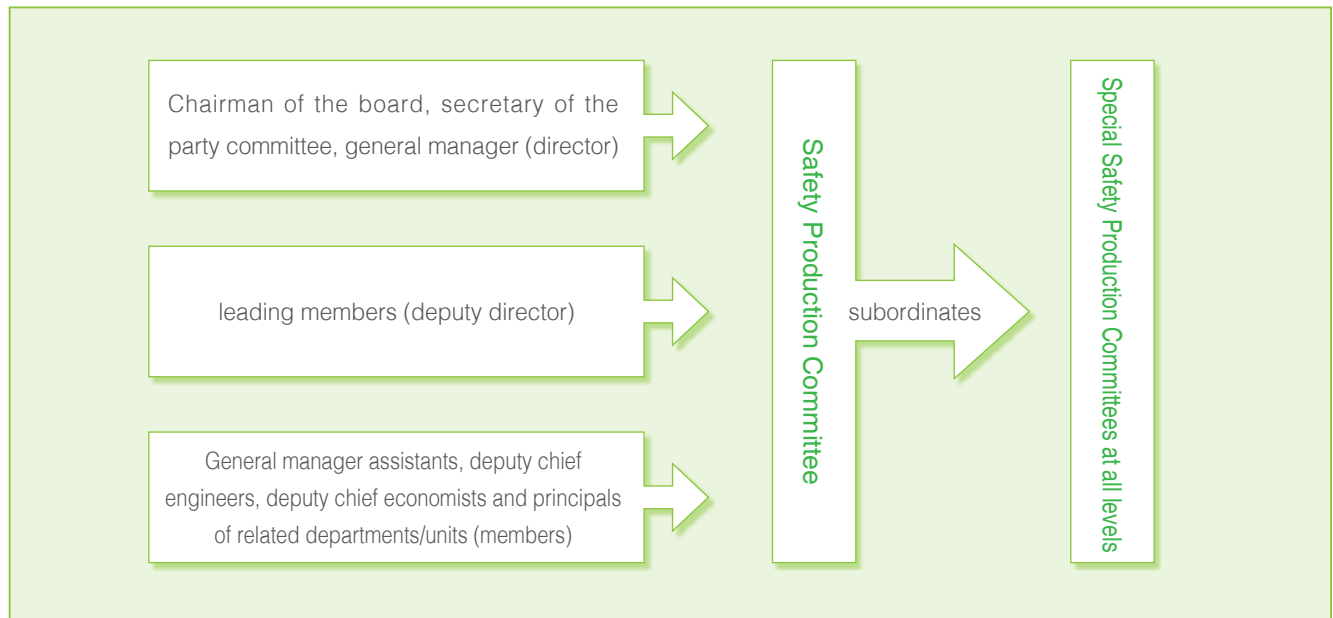 Chairman of the board, secretary of the
party committee, general manager (director)
leading members (deputy director)
General manager assistants, deputy chief
engineers, deputy chief economists and principals
of related departments/units (members)
Safety Production Committee
subordinates
Special Safety Production Committees at all levels